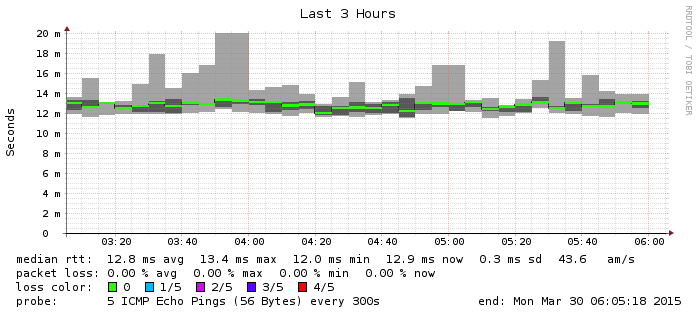 Last 3 Hours
RRDTOOL / TOBI OETIKER
Seconds
20 m
18 m
16 m
14 m
12 m
10 m
8 m
6 m
4 m
2 m
0
03:20 03:40 04:00 04:20 04:40 05:00 05:20 05:40 06:00
median rtt: 12.8 ms avg 13.4 ms max 12.0 ms min 12.9 ms now 0.3 ms sd 43.6 am/s
packet loss: 0.00 % avg 0.00 % max 0.00 % min 0.00 % now
loss color: 0 1/5 2/5 3/5 4/5
probe: 5 ICMP Echo Pings (56 Bytes) every 300s end: Mon Mar 30 06:05:18 2015